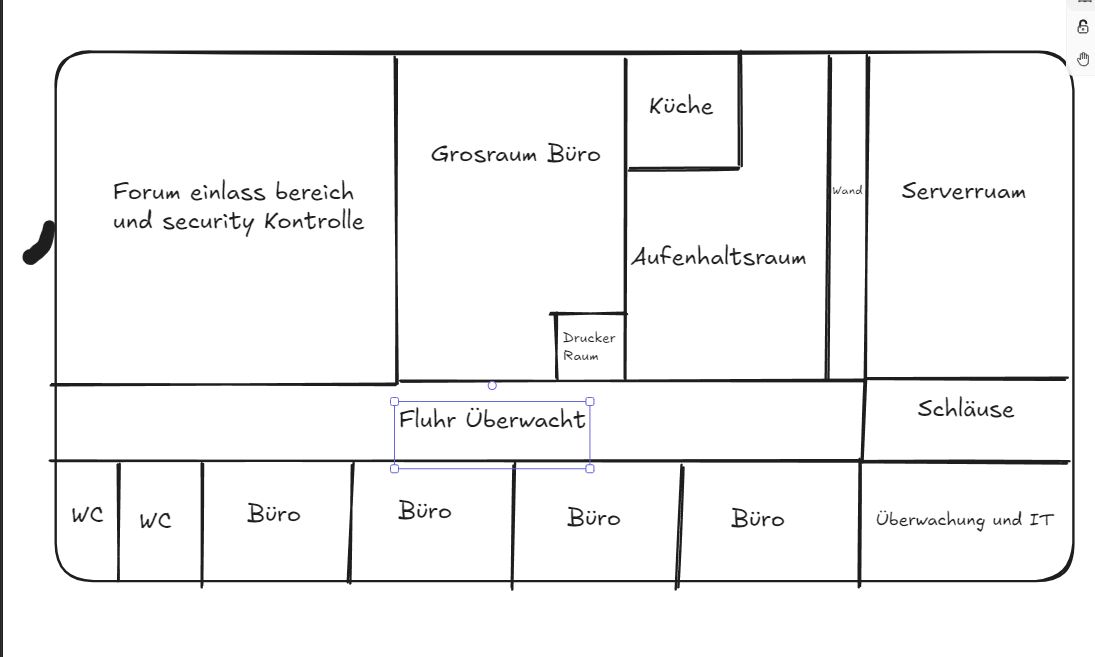 Küche
Grosraum Büro
Forum einlass bereich
und security Kontrolle
Wand
Serverruam
Aufenhaltsraum
Drucker
Raum
Fluhr Überwacht
Schläuse
WC
WC
Büro
Büro
Büro
Büro
Überwachung und IT